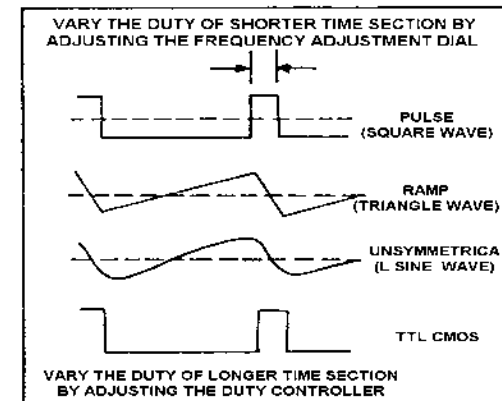 VARY THE DUTY OF SHORTER TIME SECTION BY
ADJUSTING THE FREQUENCY ADJUSTMENT DIAL
PULSE
(SQUARE WAVE)
RAMP
(TRIANGLE WAVE)
UNSYMMETRICA
(L SINE WAVE)
TTL CMOS
VARY THE DUTY OF LONGER TIME SECTION
BY ADJUSTING THE DUTY CONTROLLER